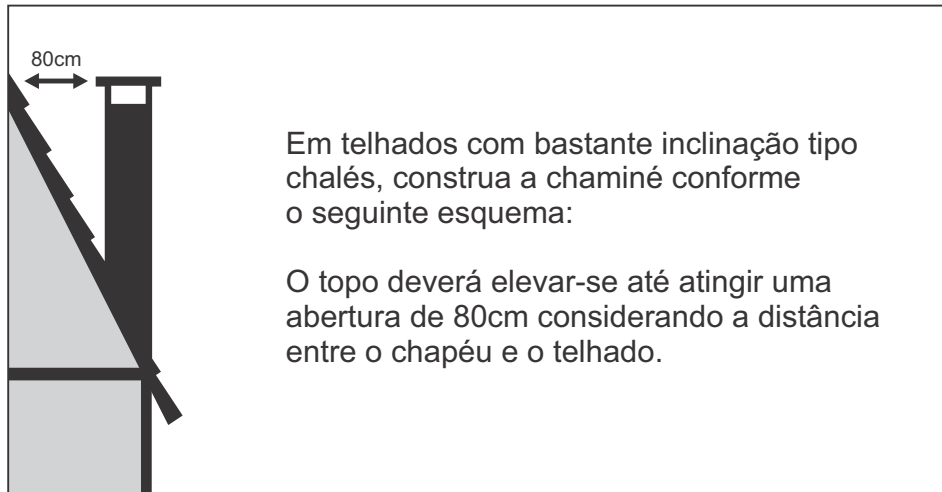 80cm
Em telhados com bastante inclinação tipo
chalés, construa a chaminé conforme
o seguinte esquema:
O topo deverá elevar-se até atingir uma
abertura de 80cm considerando a distância
entre o chapéu e o telhado.